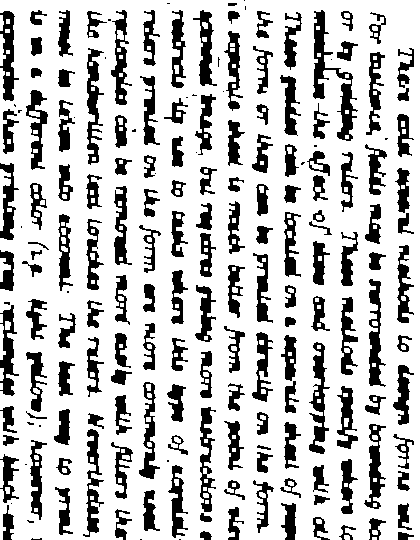 There exist several methods to design forms
For instance, fields may be surrounded by bounding bo
or by guiding rulers. These methods specify where to
minimize the effect of skew and overlapping with ot
These guides can be located on a separate sheet of pape
the form or they can be printed directly on the form.
a separate sheet is much better from the point of view
scanned image, but requires giving more instructions
restricts its use to tasks where this type of acquisiti
rulers printed on the form are more commonly used
rectangles can be removed more easily with filters tha
the handwritten text touches the rulers. Nevertheless
must be taken into account: The best way to print
is in a different color (i.e. light yellow); however,
expensive than printing gray rectangles with black-an